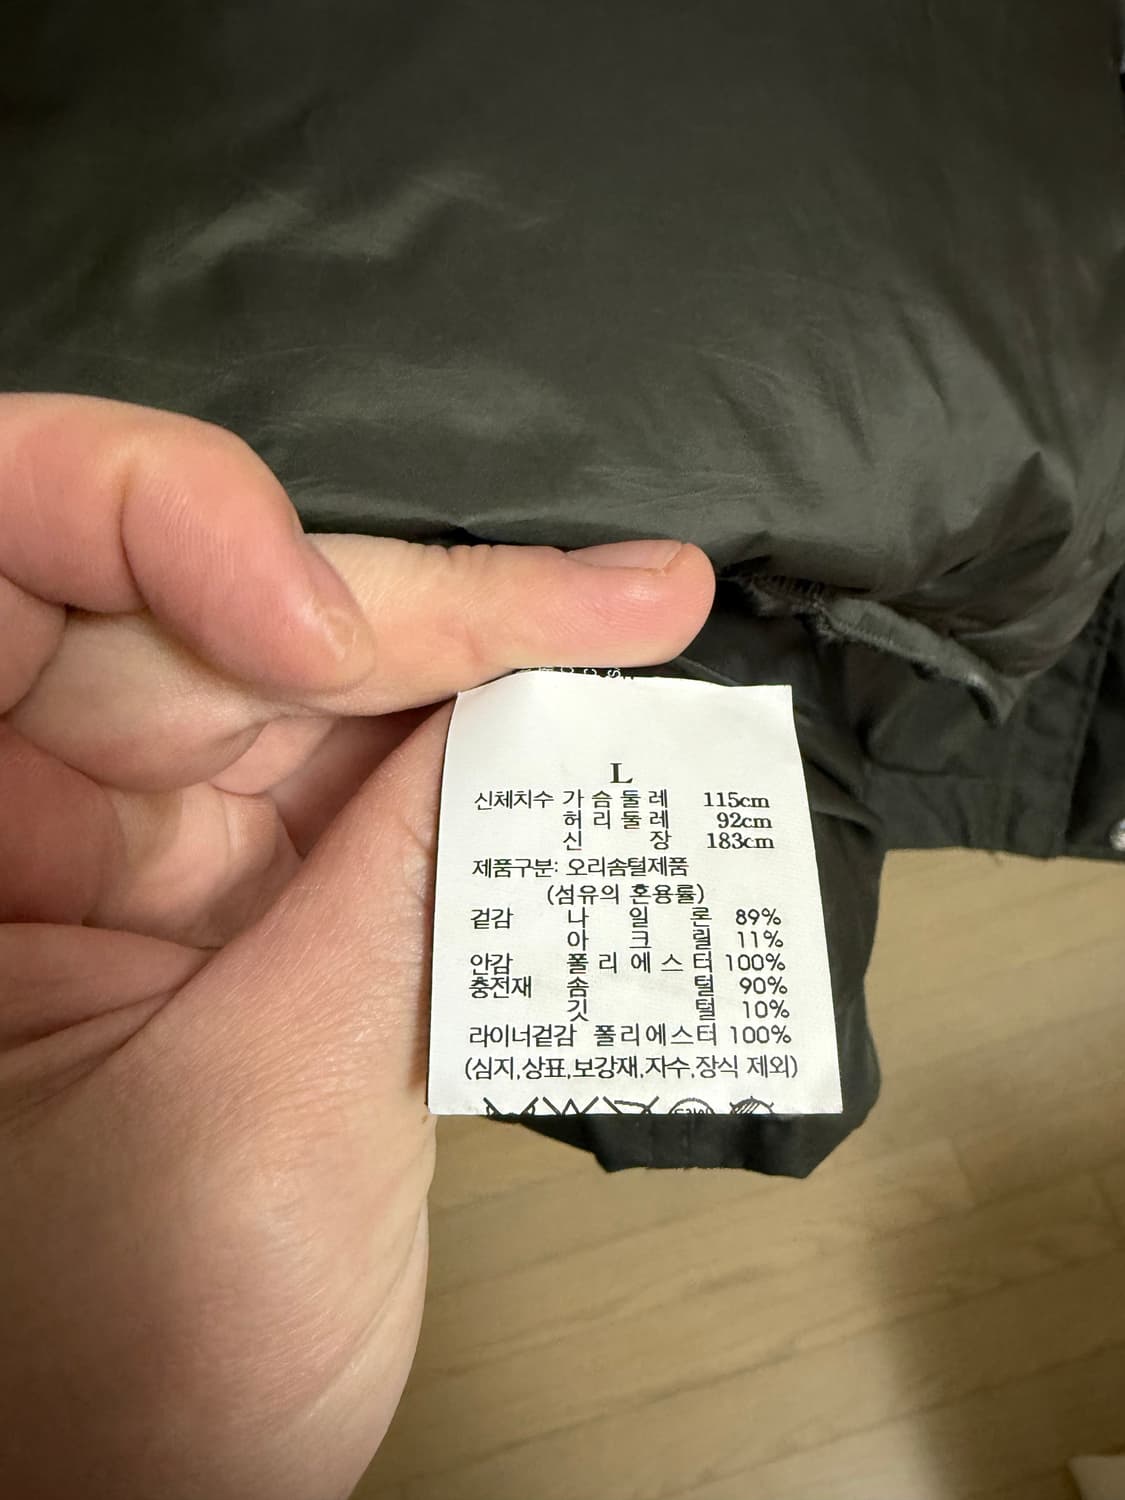 L
신체치수 가슴둘레 115cm
허리둘레 92cm
신장 183cm
제품구분: 오리솜털제품
(섬유의 혼용률)
겉감 나일론 89%
아크릴 11%
안감 폴리에스터 100%
충전재 솜털 90%
깃털 10%
라이너겉감 폴리에스터 100%
(심지,상표,보강재,자수,장식 제외)